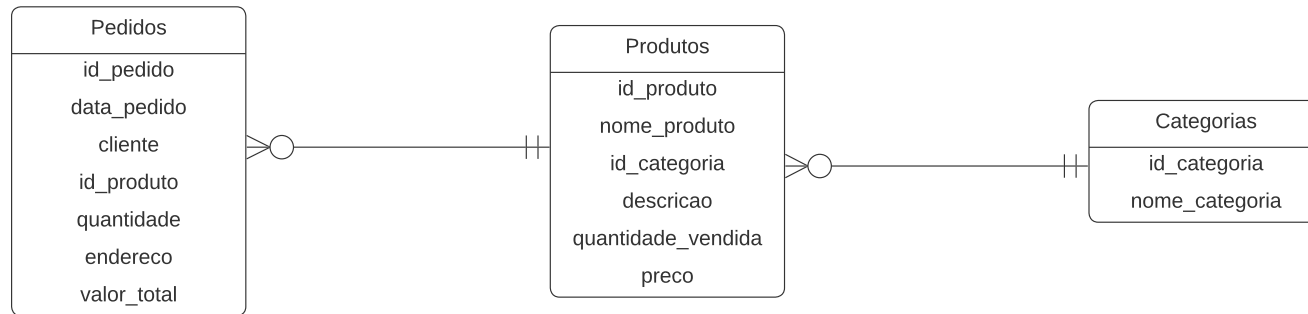 Pedidos
id_pedido
data_pedido
cliente
id_produto
quantidade
endereco
valor_total
Produtos
id_produto
nome_produto
id_categoria
descricao
quantidade_vendida
preco
Categorias
id_categoria
nome_categoria